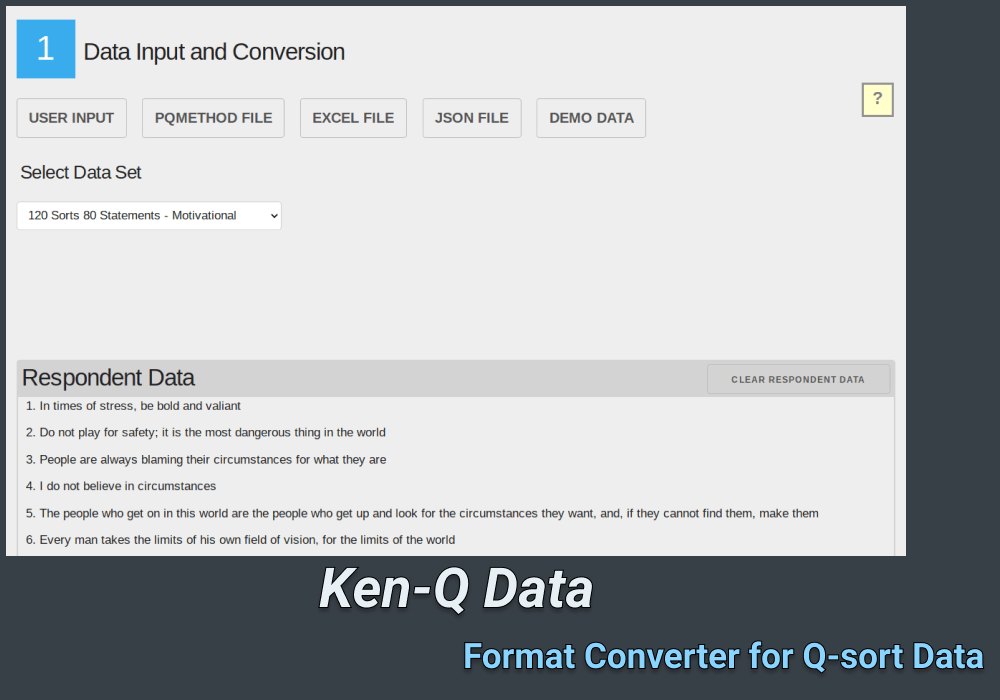 1 Data Input and Conversion
?
USER INPUT PQMETHOD FILE EXCEL FILE JSON FILE DEMO DATA
Select Data Set
120 Sorts 80 Statements - Motivational
Respondent Data CLEAR RESPONDENT DATA
1. In times of stress, be bold and valiant
2. Do not play for safety; it is the most dangerous thing in the world
3. People are always blaming their circumstances for what they are
4. I do not believe in circumstances
5. The people who get on in this world are the people who get up and look for the circumstances they want, and, if they cannot find them, make them
6. Every man takes the limits of his own field of vision, for the limits of the world
Ken-Q Data
Format Converter for Q-sort Data